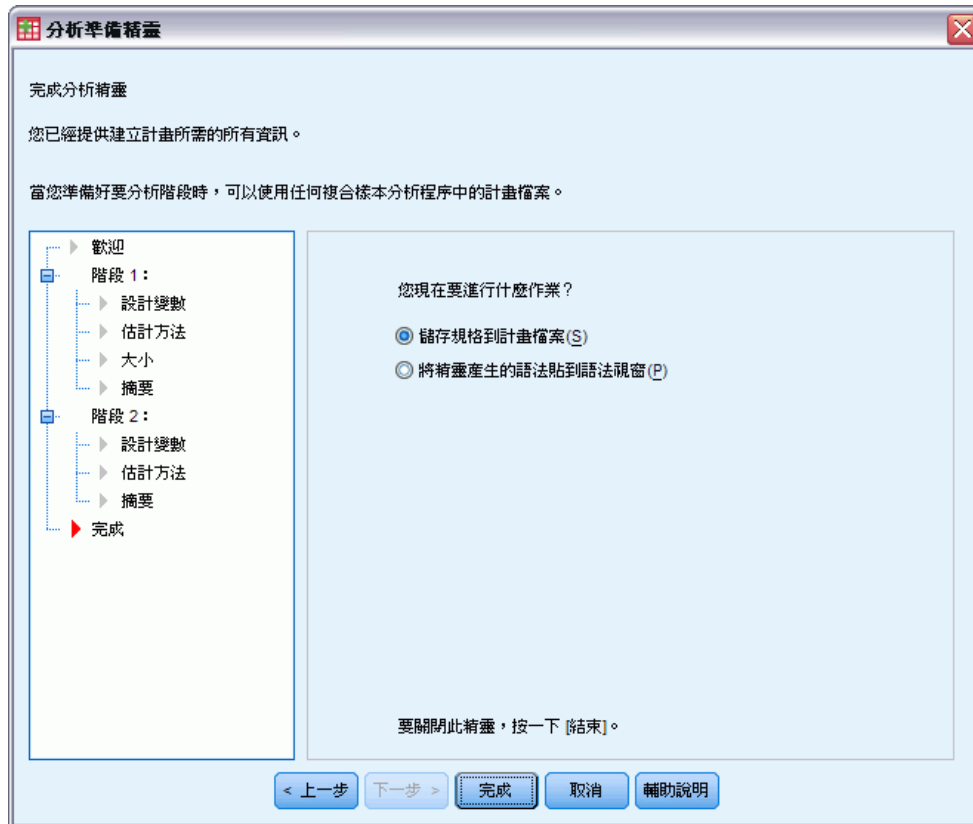 分析準備精靈
完成分析精靈
您已經提供建立計畫所需的所有資訊。
當您準備好要分析階段時，可以使用任何複合樣本分析程序中的計畫檔案。
歡迎
階段 1：
設計變數
估計方法
大小
摘要
階段 2：
設計變數
估計方法
摘要
完成
您現在要進行什麼作業？
儲存規格到計畫檔案(S)
將精靈產生的語法貼到語法視窗(P)
要關閉此精靈，按一下 [結束]。
< 上一步
下一步 >
完成
取消
輔助說明